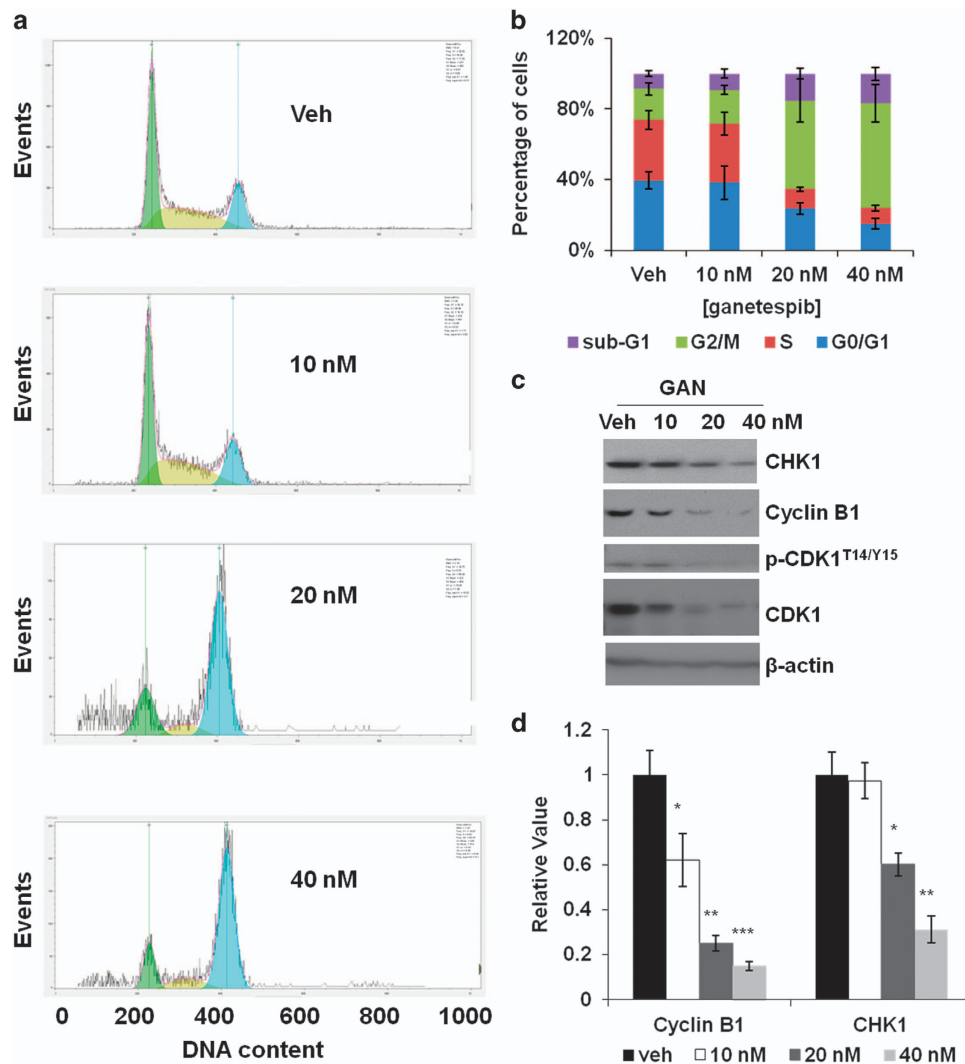 a
Events
Veh
Events
10 nM
Events
20 nM
Events
40 nM
0 200 400 600 800 1000
DNA content
b
Percentage of cells
120%
80%
40%
0%
Veh 10 nM 20 nM 40 nM
[ganetespib]
sub-G1 G2/M S G0/G1
c
GAN
Veh 10 20 40 nM
CHK1
Cyclin B1
p-CDK1T14/Y15
CDK1
β-actin
d
Relative Value
1.2
1
0.8
0.6
0.4
0.2
0
*
**
***
*
**
Cyclin B1 CHK1
veh 10 nM 20 nM 40 nM